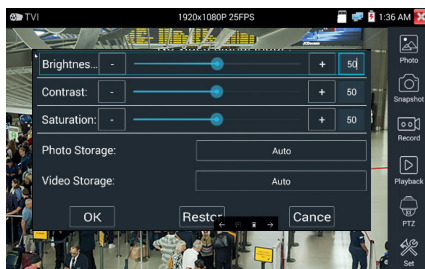 TVI 1920x1080P 25FPS 1:36 AM
Brightnes... - + 50
Contrast: - + 50
Saturation: - + 50
Photo Storage: Auto
Video Storage: Auto
OK Restor Cance
Photo
Snapshot
Record
Playback
PTZ
Set